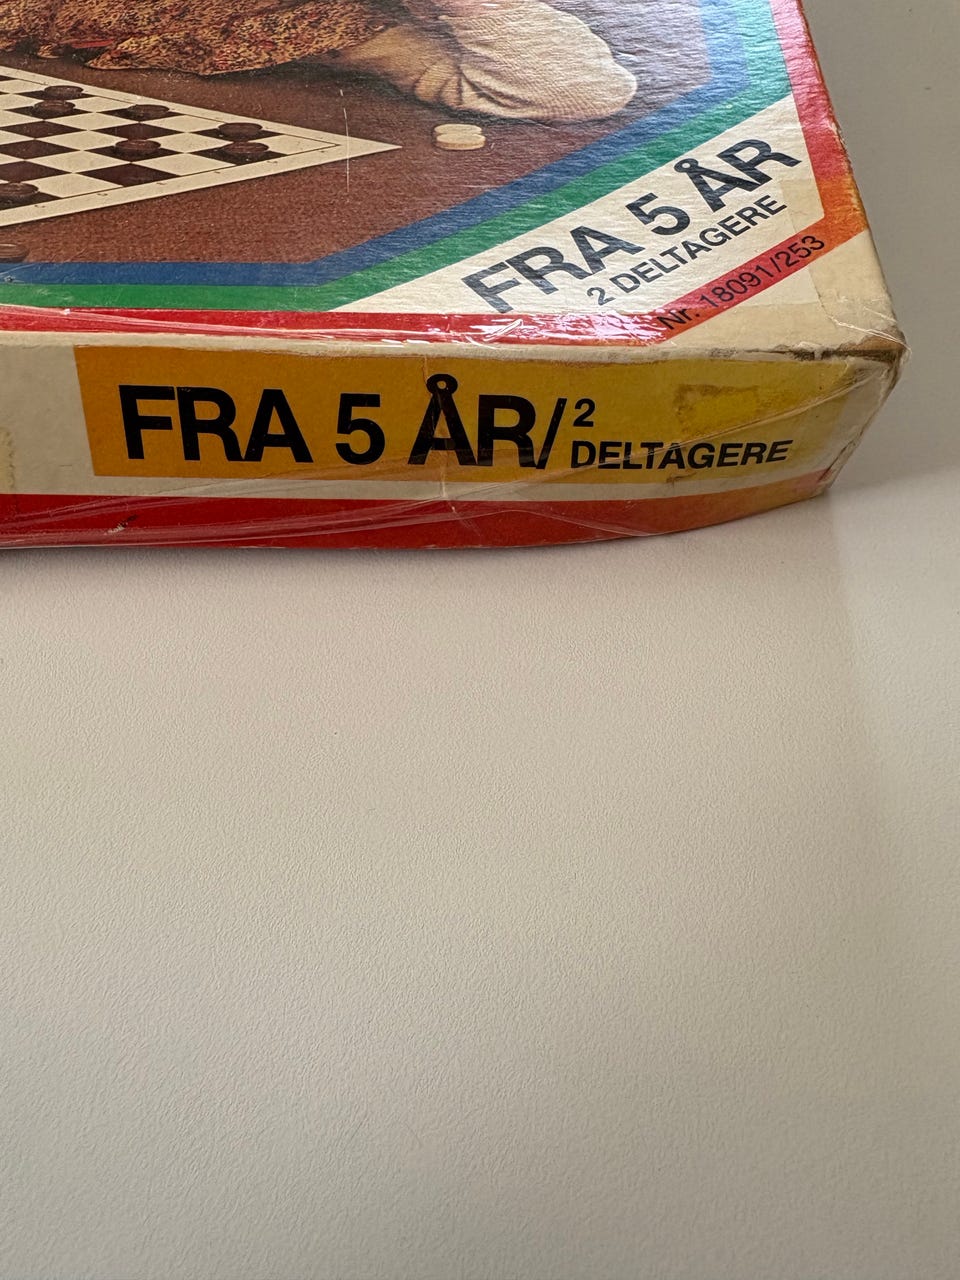 FRA 5 ÅR
2 DELTAGERE
Nr. 18091/253
FRA 5 ÅR/2
DELTAGERE